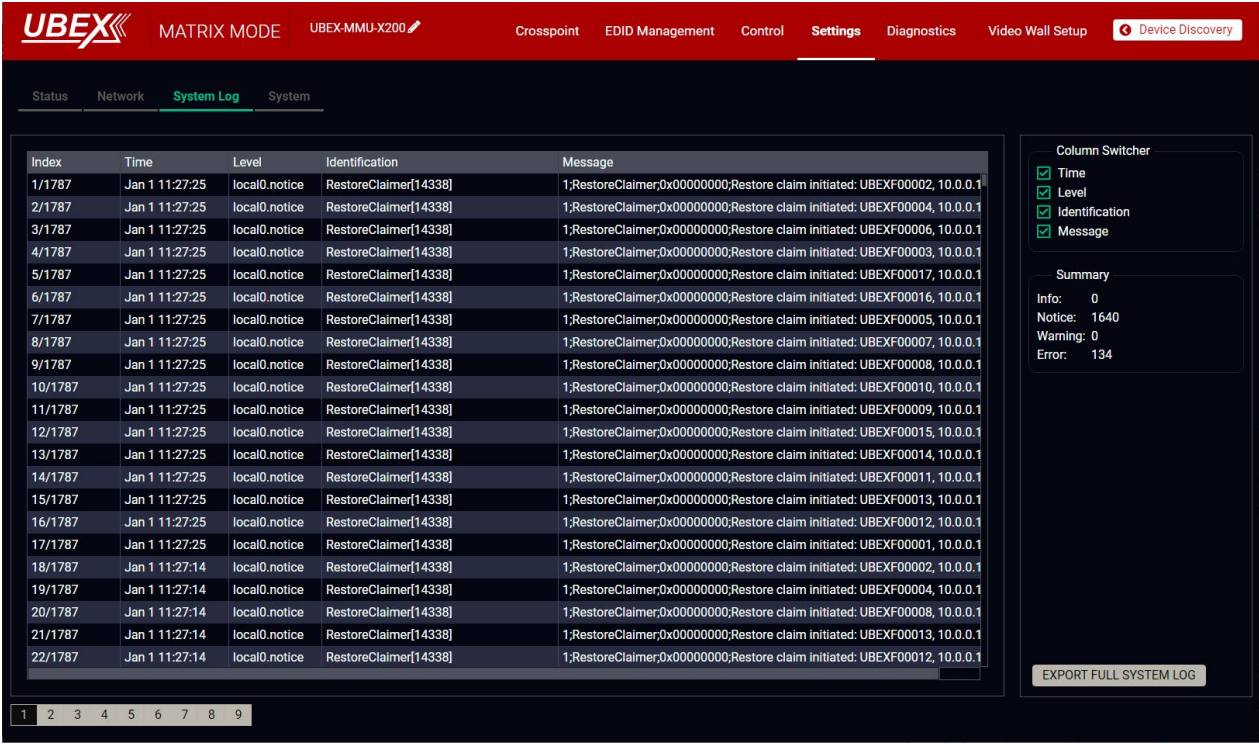 UBEX MATRIX MODE UBEX-MMU-X200 Crosspoint EDID Management Control Settings Diagnostics Video Wall Setup Device Discovery
Status Network System Log System
Index Time Level Identification Message
1/1787 Jan 1 11:27:25 local0.notice RestoreClaimer[14338] 1;RestoreClaimer;0x00000000;Restore claim initiated: UBEXF00002, 10.0.0.1
2/1787 Jan 1 11:27:25 local0.notice RestoreClaimer[14338] 1;RestoreClaimer;0x00000000;Restore claim initiated: UBEXF00004, 10.0.0.1
3/1787 Jan 1 11:27:25 local0.notice RestoreClaimer[14338] 1;RestoreClaimer;0x00000000;Restore claim initiated: UBEXF00006, 10.0.0.1
4/1787 Jan 1 11:27:25 local0.notice RestoreClaimer[14338] 1;RestoreClaimer;0x00000000;Restore claim initiated: UBEXF00003, 10.0.0.1
5/1787 Jan 1 11:27:25 local0.notice RestoreClaimer[14338] 1;RestoreClaimer;0x00000000;Restore claim initiated: UBEXF00017, 10.0.0.1
6/1787 Jan 1 11:27:25 local0.notice RestoreClaimer[14338] 1;RestoreClaimer;0x00000000;Restore claim initiated: UBEXF00016, 10.0.0.1
7/1787 Jan 1 11:27:25 local0.notice RestoreClaimer[14338] 1;RestoreClaimer;0x00000000;Restore claim initiated: UBEXF00005, 10.0.0.1
8/1787 Jan 1 11:27:25 local0.notice RestoreClaimer[14338] 1;RestoreClaimer;0x00000000;Restore claim initiated: UBEXF00007, 10.0.0.1
9/1787 Jan 1 11:27:25 local0.notice RestoreClaimer[14338] 1;RestoreClaimer;0x00000000;Restore claim initiated: UBEXF00008, 10.0.0.1
10/1787 Jan 1 11:27:25 local0.notice RestoreClaimer[14338] 1;RestoreClaimer;0x00000000;Restore claim initiated: UBEXF00010, 10.0.0.1
11/1787 Jan 1 11:27:25 local0.notice RestoreClaimer[14338] 1;RestoreClaimer;0x00000000;Restore claim initiated: UBEXF00009, 10.0.0.1
12/1787 Jan 1 11:27:25 local0.notice RestoreClaimer[14338] 1;RestoreClaimer;0x00000000;Restore claim initiated: UBEXF00015, 10.0.0.1
13/1787 Jan 1 11:27:25 local0.notice RestoreClaimer[14338] 1;RestoreClaimer;0x00000000;Restore claim initiated: UBEXF00014, 10.0.0.1
14/1787 Jan 1 11:27:25 local0.notice RestoreClaimer[14338] 1;RestoreClaimer;0x00000000;Restore claim initiated: UBEXF00011, 10.0.0.1
15/1787 Jan 1 11:27:25 local0.notice RestoreClaimer[14338] 1;RestoreClaimer;0x00000000;Restore claim initiated: UBEXF00013, 10.0.0.1
16/1787 Jan 1 11:27:25 local0.notice RestoreClaimer[14338] 1;RestoreClaimer;0x00000000;Restore claim initiated: UBEXF00012, 10.0.0.1
17/1787 Jan 1 11:27:25 local0.notice RestoreClaimer[14338] 1;RestoreClaimer;0x00000000;Restore claim initiated: UBEXF00001, 10.0.0.1
18/1787 Jan 1 11:27:14 local0.notice RestoreClaimer[14338] 1;RestoreClaimer;0x00000000;Restore claim initiated: UBEXF00002, 10.0.0.1
19/1787 Jan 1 11:27:14 local0.notice RestoreClaimer[14338] 1;RestoreClaimer;0x00000000;Restore claim initiated: UBEXF00004, 10.0.0.1
20/1787 Jan 1 11:27:14 local0.notice RestoreClaimer[14338] 1;RestoreClaimer;0x00000000;Restore claim initiated: UBEXF00008, 10.0.0.1
21/1787 Jan 1 11:27:14 local0.notice RestoreClaimer[14338] 1;RestoreClaimer;0x00000000;Restore claim initiated: UBEXF00013, 10.0.0.1
22/1787 Jan 1 11:27:14 local0.notice RestoreClaimer[14338] 1;RestoreClaimer;0x00000000;Restore claim initiated: UBEXF00012, 10.0.0.1
Column Switcher
Time
Level
Identification
Message
Summary
Info: 0
Notice: 1640
Warning: 0
Error: 134
EXPORT FULL SYSTEM LOG
1 2 3 4 5 6 7 8 9